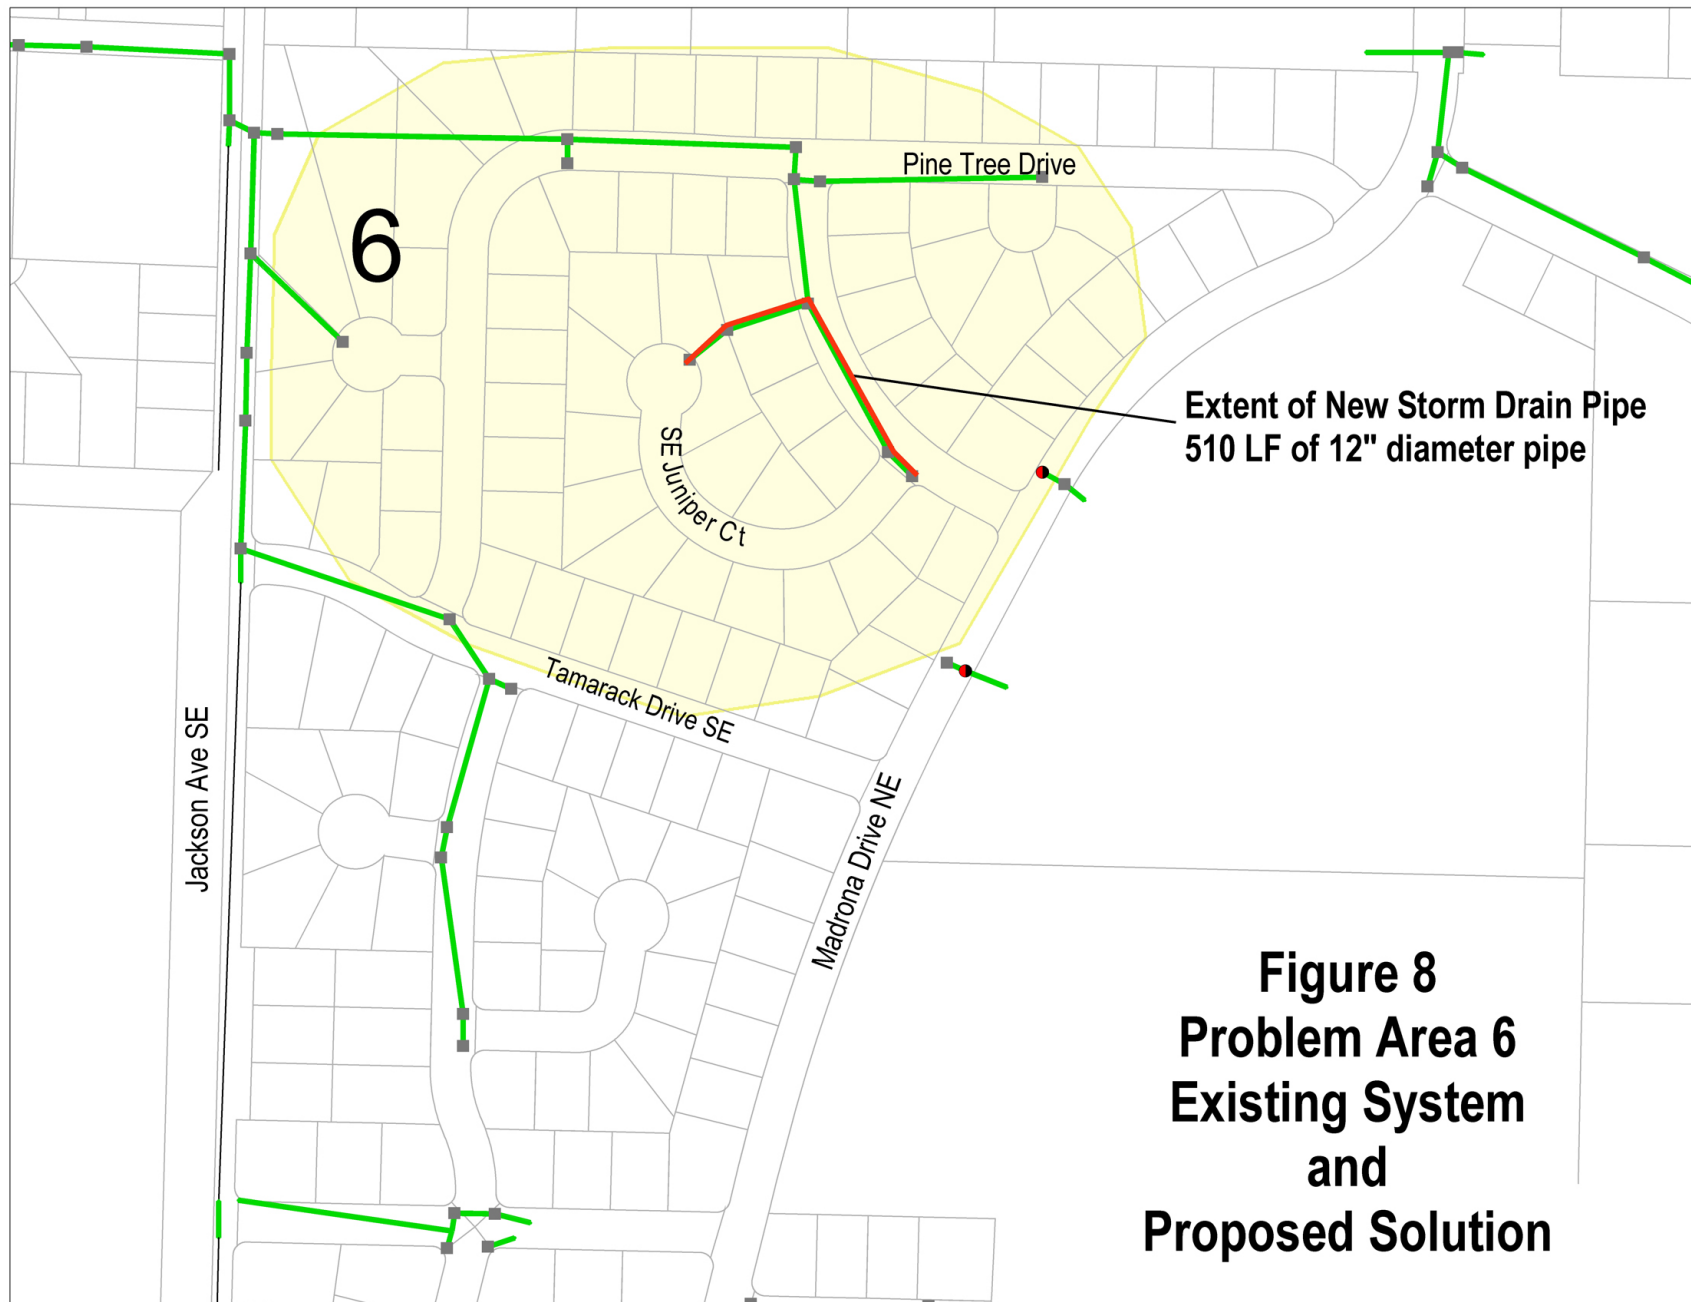 Pine Tree Drive
6
Extent of New Storm Drain Pipe
510 LF of 12" diameter pipe
SE Juniper Ct
Tamarack Drive SE
Jackson Ave SE
Madrona Drive NE
Figure 8
Problem Area 6
Existing System
and
Proposed Solution